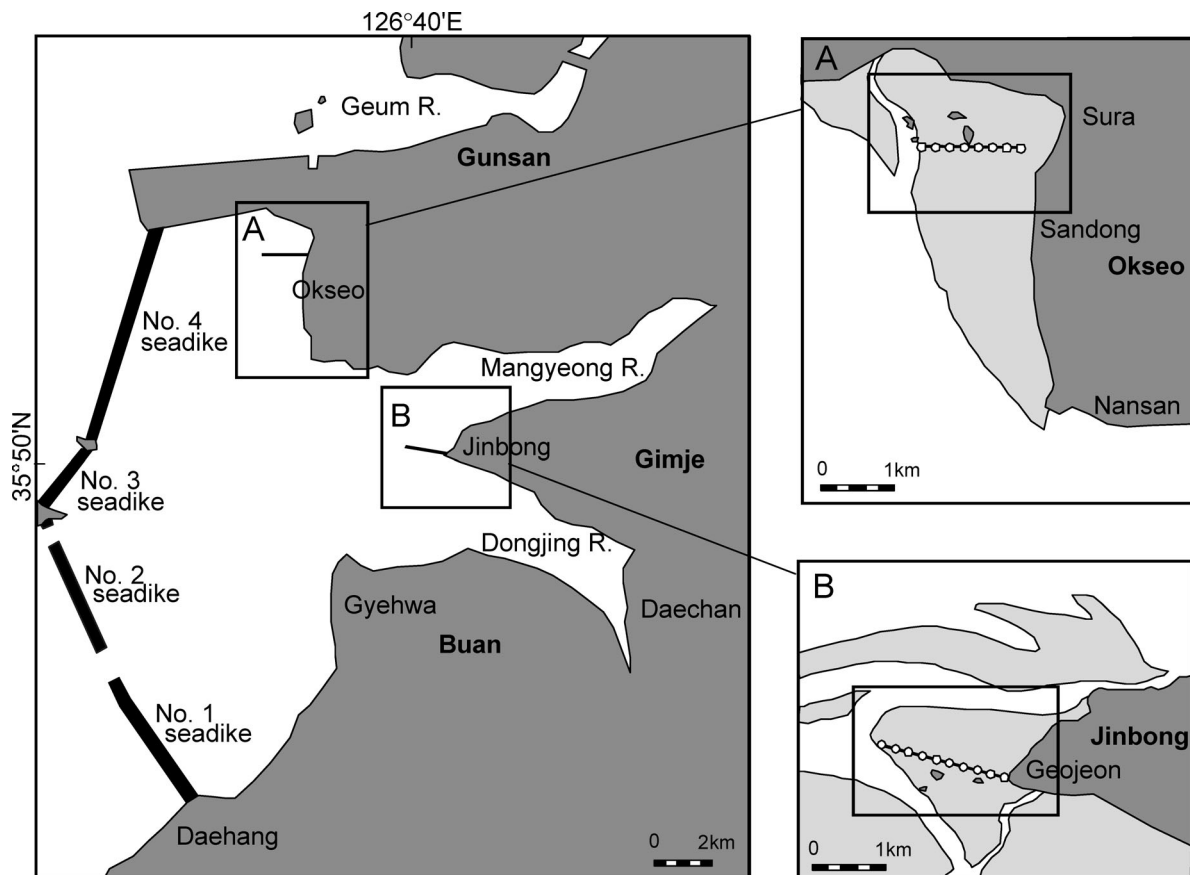 126°40'E
Geum R.
Gunsan
A
Okseo
No. 4
seadike
Mangyeong R.
B
Jinbong
Gimje
35°50'N
No. 3
seadike
Dongjing R.
No. 2
seadike
Gyehwa
Daechan
Buan
No. 1
seadike
Daehang
0 2km
A
Sura
Sandong
Okseo
Nansan
0 1km
B
Jinbong
Geojeon
0 1km